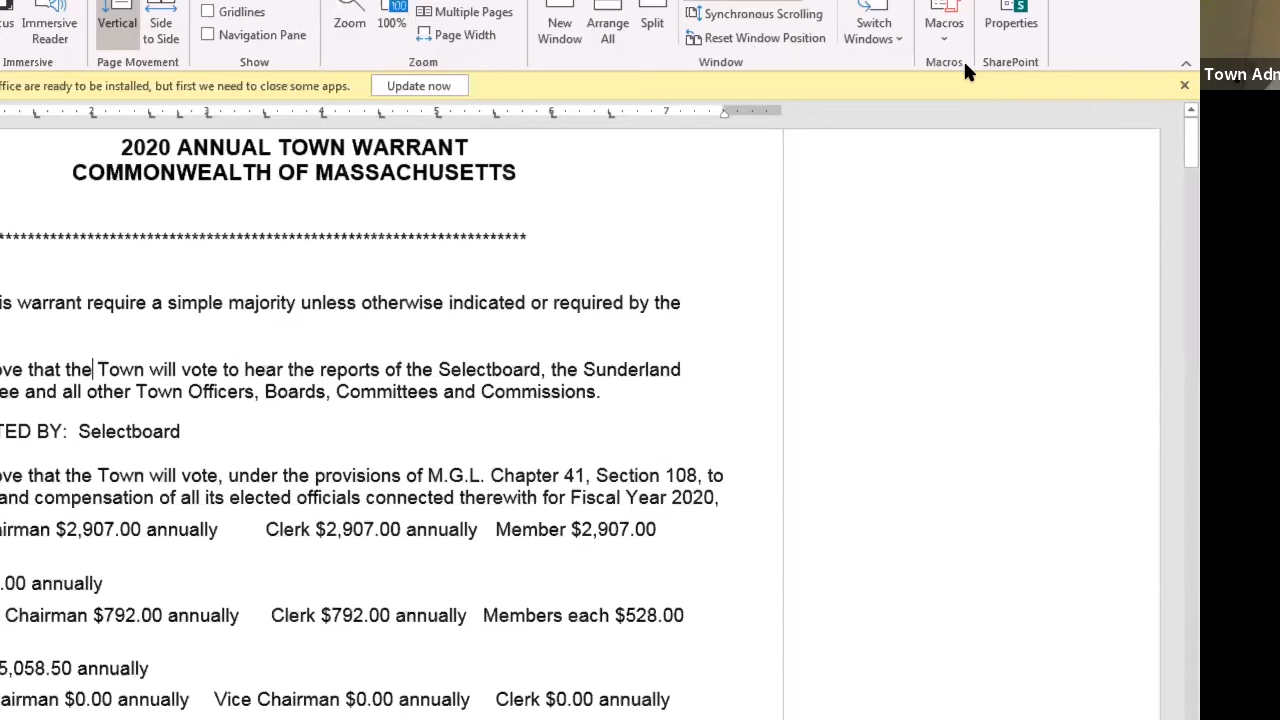 Gridlines
Multiple Pages
Synchronous Scrolling
Immersive
Reader
Vertical
Side
to Side
Navigation Pane
Zoom
100%
Page Width
New
Window
Arrange
All
Split
Reset Window Position
Switch
Windows
Macros
Properties
Immersive
Page Movement
Show
Zoom
Window
Macros
SharePoint
Town Adm
ffice are ready to be installed, but first we need to close some apps.
Update now
2 3 4 5 6 7
2020 ANNUAL TOWN WARRANT
COMMONWEALTH OF MASSACHUSETTS
**************************************************************************
is warrant require a simple majority unless otherwise indicated or required by the
ove that the Town will vote to hear the reports of the Selectboard, the Sunderland
ee and all other Town Officers, Boards, Committees and Commissions.
TED BY: Selectboard
ove that the Town will vote, under the provisions of M.G.L. Chapter 41, Section 108, to
and compensation of all its elected officials connected therewith for Fiscal Year 2020,
airman $2,907.00 annually Clerk $2,907.00 annually Member $2,907.00
.00 annually
Chairman $792.00 annually Clerk $792.00 annually Members each $528.00
5,058.50 annually
airman $0.00 annually Vice Chairman $0.00 annually Clerk $0.00 annually